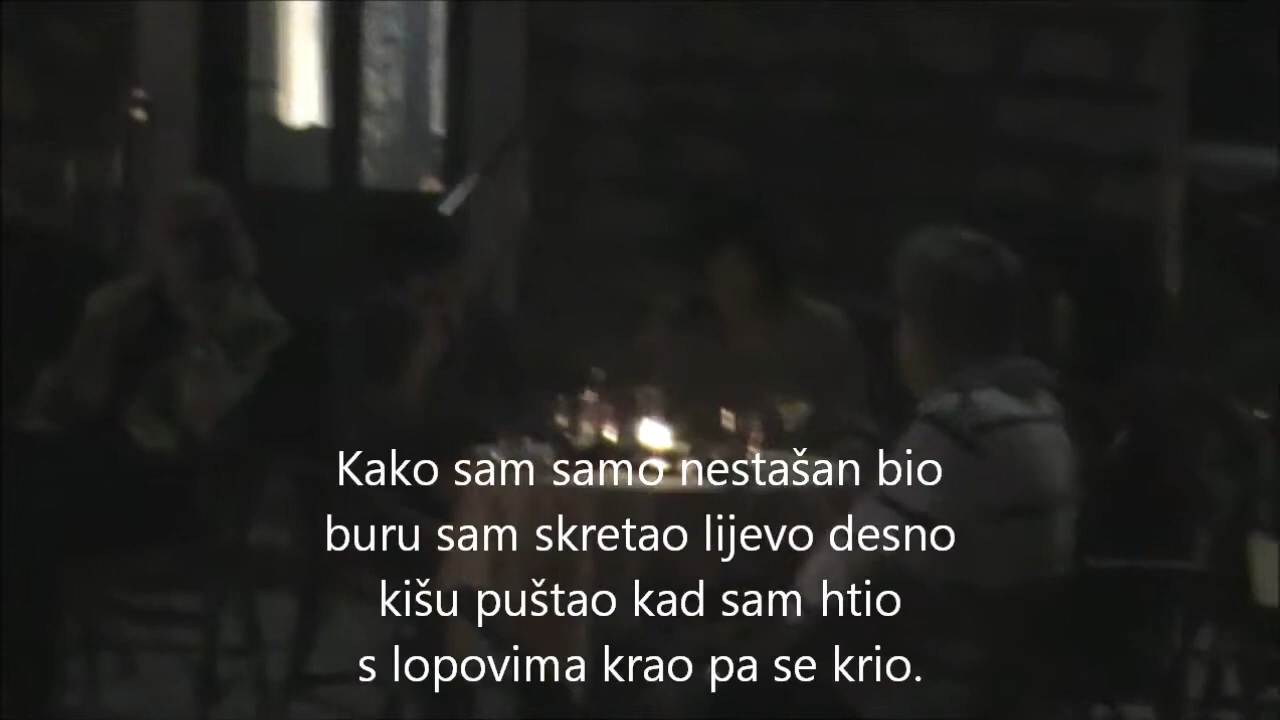 Kako sam samo nestašan bio
buru sam skretao lijevo desno
kišu puštao kad sam htio
s lopovima krao pa se krio.